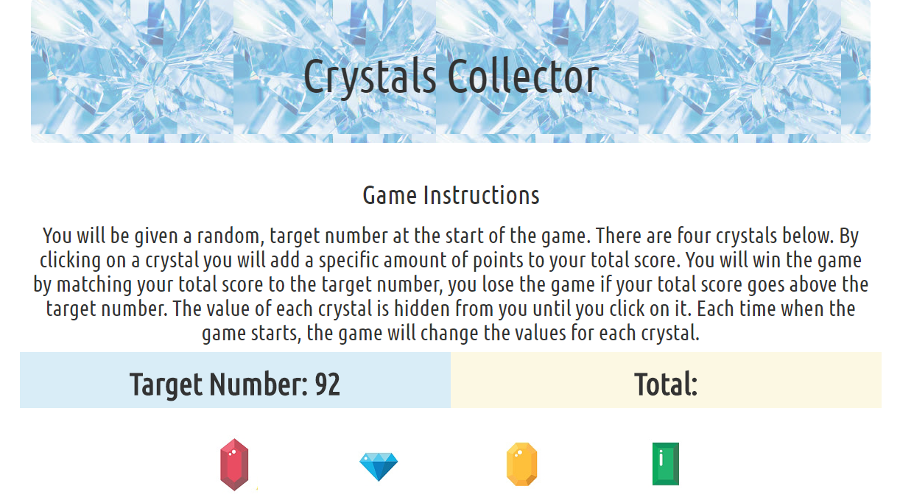 Crystals Collector
Game Instructions
You will be given a random, target number at the start of the game. There are four crystals below. By
clicking on a crystal you will add a specific amount of points to your total score. You will win the game
by matching your total score to the target number, you lose the game if your total score goes above the
target number. The value of each crystal is hidden from you until you click on it. Each time when the
game starts, the game will change the values for each crystal.
Target Number: 92
Total: